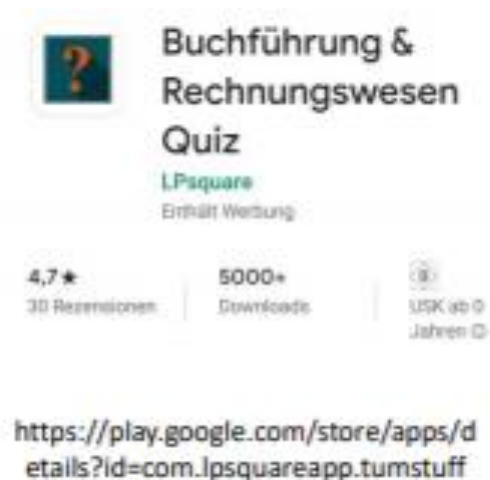 ?
Buchführung &
Rechnungswesen
Quiz
LPsquare
Enthält Werbung
4,7★
30 Rezensionen
5000+
Downloads
0
USK ab 0
Jahren
https://play.google.com/store/apps/d
etails?id=com.lpsquareapp.tumstuff